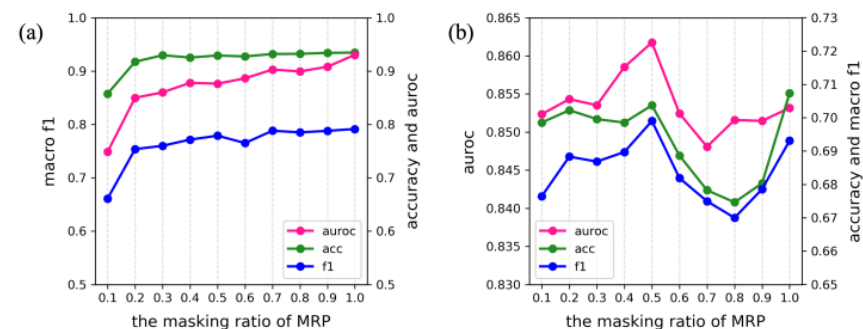 (a)
macro f1
1.0
0.9
0.8
0.7
0.6
0.5
auroc
acc
f1
0.1 0.2 0.3 0.4 0.5 0.6 0.7 0.8 0.9 1.0
the masking ratio of MRP
1.0
0.9
0.8
0.7
0.6
0.5
accuracy and auroc
(b)
auroc
0.865
0.860
0.855
0.850
0.845
0.840
0.835
0.830
auroc
acc
f1
0.1 0.2 0.3 0.4 0.5 0.6 0.7 0.8 0.9 1.0
the masking ratio of MRP
0.73
0.72
0.71
0.70
0.69
0.68
0.67
0.66
0.65
accuracy and macro f1